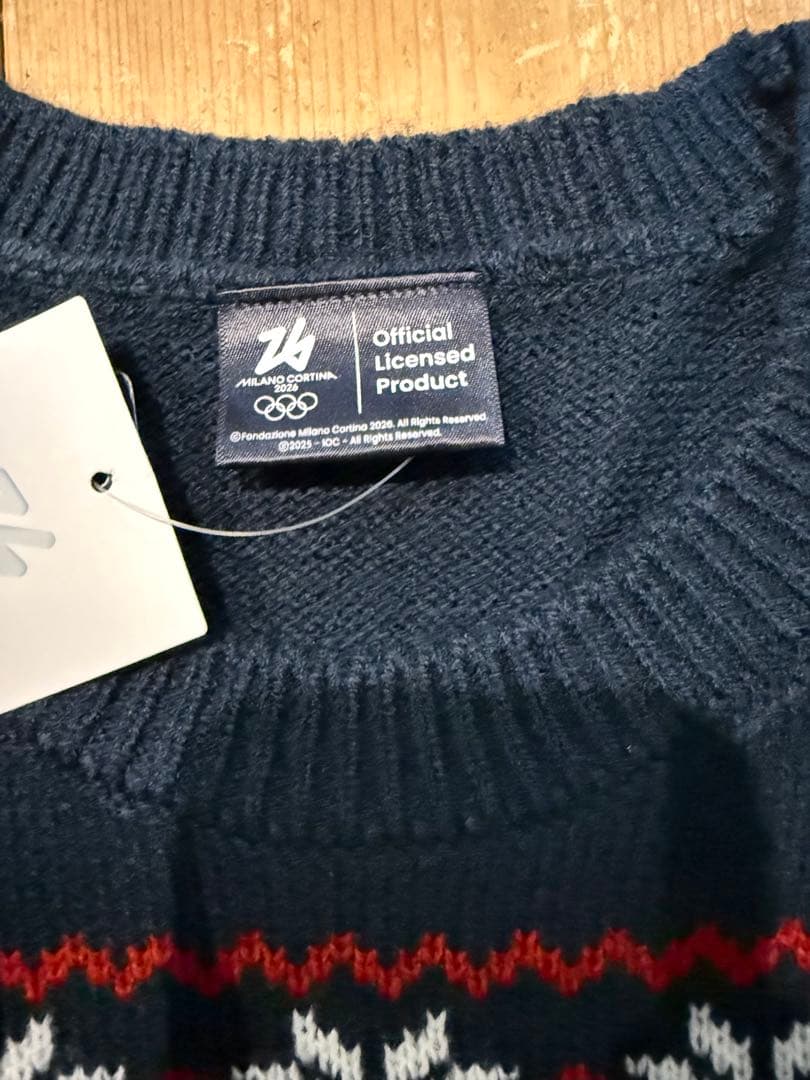 26
MILANO CORTINA
2026
Official
Licensed
Product
©Fondazione Milano Cortina 2026. All Rights Reserved.
©2025 - IOC - All Rights Reserved.